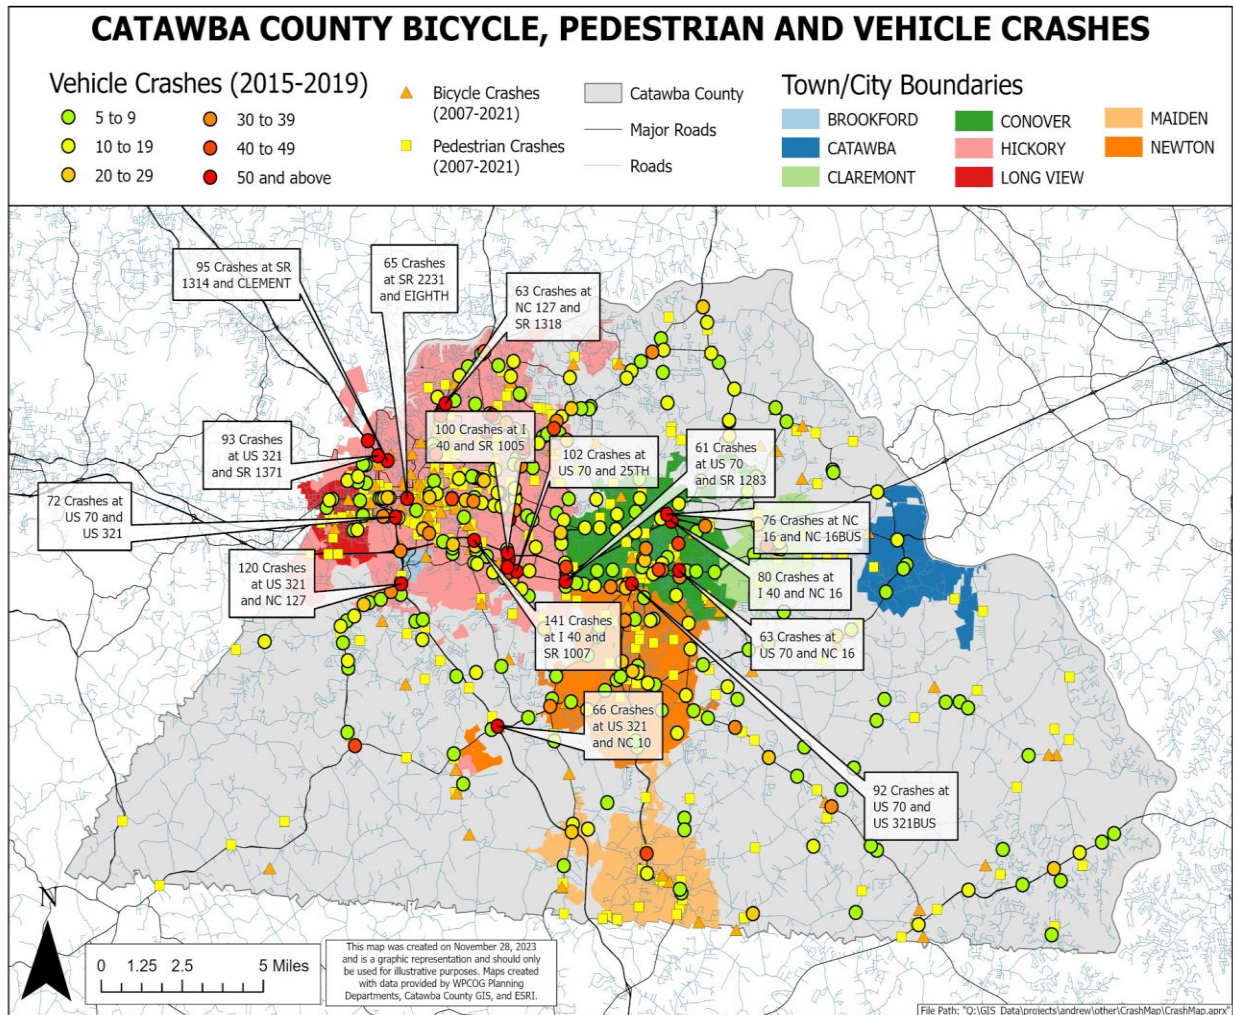 CATAWBA COUNTY BICYCLE, PEDESTRIAN AND VEHICLE CRASHES
Vehicle Crashes (2015-2019)
5 to 9
10 to 19
20 to 29
30 to 39
40 to 49
50 and above
Bicycle Crashes
(2007-2021)
Pedestrian Crashes
(2007-2021)
Catawba County
Major Roads
Roads
Town/City Boundaries
BROOKFORD
CATAWBA
CLAREMONT
CONOVER
HICKORY
LONG VIEW
MAIDEN
NEWTON
95 Crashes at SR
1314 and CLEMENT
65 Crashes
at SR 2231
and EIGHTH
63 Crashes at
NC 127 and
SR 1318
93 Crashes
at US 321
and SR 1371
100 Crashes at I
40 and SR 1005
102 Crashes at
US 70 and 25TH
61 Crashes
at US 70
and SR 1283
72 Crashes at
US 70 and
US 321
76 Crashes at NC
16 and NC 16BUS
120 Crashes
at US 321
and NC 127
80 Crashes at
I 40 and NC 16
141 Crashes
at I 40 and
SR 1007
63 Crashes at
US 70 and NC 16
66 Crashes
at US 321
and NC 10
92 Crashes at
US 70 and
US 321BUS
N
0 1.25 2.5 5 Miles
This map was created on November 28, 2023
and is a graphic representation and should only
be used for illustrative purposes. Maps created
with data provided by WPCOG Planning
Departments, Catawba County GIS, and ESRI.
File Path: "Q:\GIS_Data\projects\andrew\other\CrashMap\CrashMap.aprx"